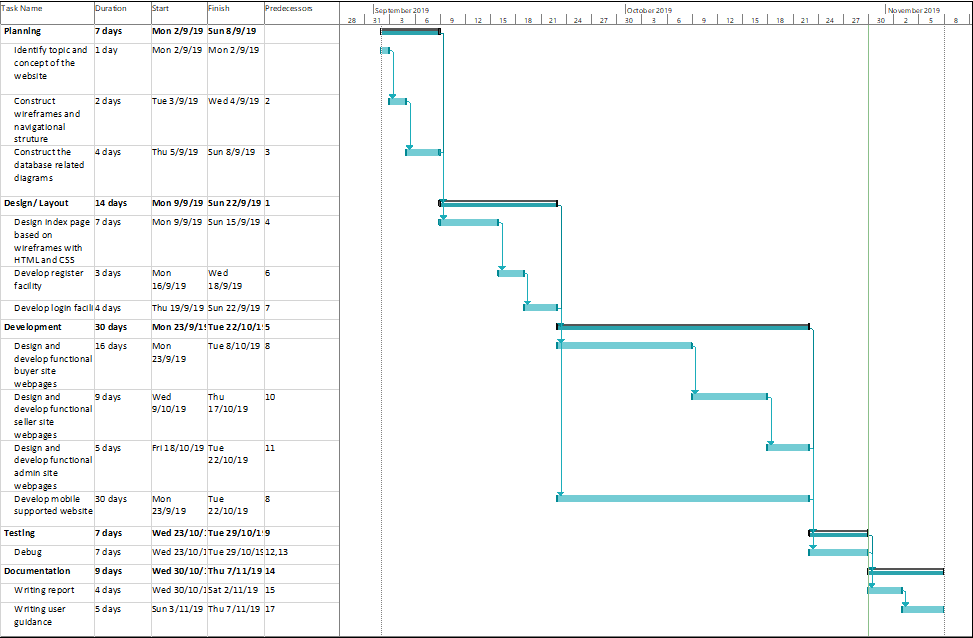 Task Name Duration Start Finish Predecessors
September 2019 October 2019 November 2019
28 31 3 6 9 12 15 18 21 24 27 30 3 6 9 12 15 18 21 24 27 30 2 5 8
Planning 7 days Mon 2/9/19 Sun 8/9/19
Identify topic and 1 day Mon 2/9/19 Mon 2/9/19
concept of the
website
Construct 2 days Tue 3/9/19 Wed 4/9/19 2
wireframes and
navigational
struture
Construct the 4 days Thu 5/9/19 Sun 8/9/19 3
database related
diagrams
Design/ Layout 14 days Mon 9/9/19 Sun 22/9/19 1
Design index page 7 days Mon 9/9/19 Sun 15/9/19 4
based on
wireframes with
HTML and CSS
Develop register 3 days Mon Wed 6
facility 16/9/19 18/9/19
Develop login facili 4 days Thu 19/9/19 Sun 22/9/19 7
Development 30 days Mon 23/9/1 Tue 22/10/1 5
Design and 16 days Mon Tue 8/10/19 8
develop functional 23/9/19
buyer site
webpages
Design and 9 days Wed Thu 10
develop functional 9/10/19 17/10/19
seller site
webpages
Design and 5 days Fri 18/10/19 Tue 11
develop functional 22/10/19
admin site
webpages
Develop mobile 30 days Mon Tue 8
supported website 23/9/19 22/10/19
Testing 7 days Wed 23/10/ Tue 29/10/1 9
Debug 7 days Wed 23/10/1 Tue 29/10/19 12,13
Documentation 9 days Wed 30/10/ Thu 7/11/19 14
Writing report 4 days Wed 30/10/1 Sat 2/11/19 15
Writing user 5 days Sun 3/11/19 Thu 7/11/19 17
guidance